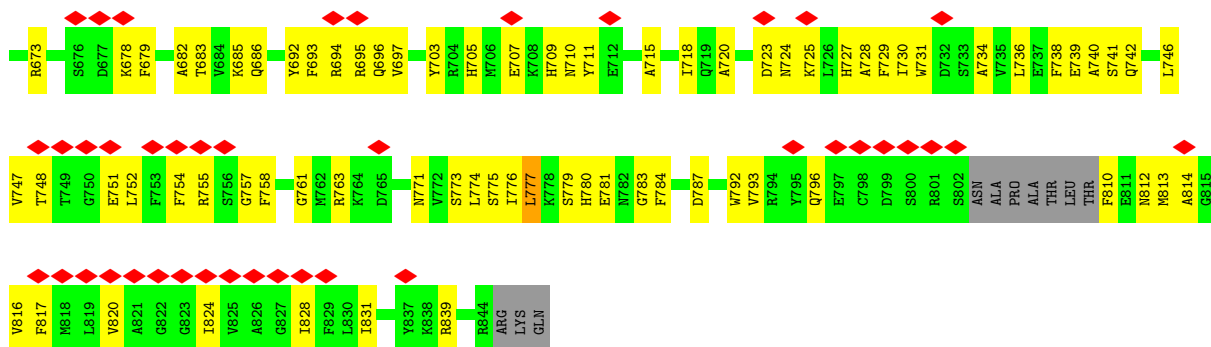 R673 S676 D677 K678 F679 A682 T683 V684 K685 Q686 Y692 F693 R694 R695 Q696 V697 Y703 R704 H705 M706 E707 K708 H709 N710 Y711 E712 A715 I718 Q719 A720 D723 N724 K725 L726 H727 A728 F729 I730 W731 D732 S733 A734 V735 L736 E737 F738 E739 A740 S741 Q742 L746
V747 T748 T749 G750 E751 L752 F753 F754 R755 S756 G757 F758 G761 M762 R763 K764 D765 N771 V772 S773 L774 S775 I776 L777 K778 S779 H780 E781 N782 G783 F784 D787 W792 V793 R794 Y795 Q796 E797 C798 D799 S800 R801 S802 ASN ALA PRO ALA THR LEU THR F810 E811 N812 M813 A814 G815
V816 F817 M818 L819 V820 A821 G822 G823 I824 V825 A826 G827 I828 F829 L830 I831 Y837 K838 R839 R844 ARG LYS GLN